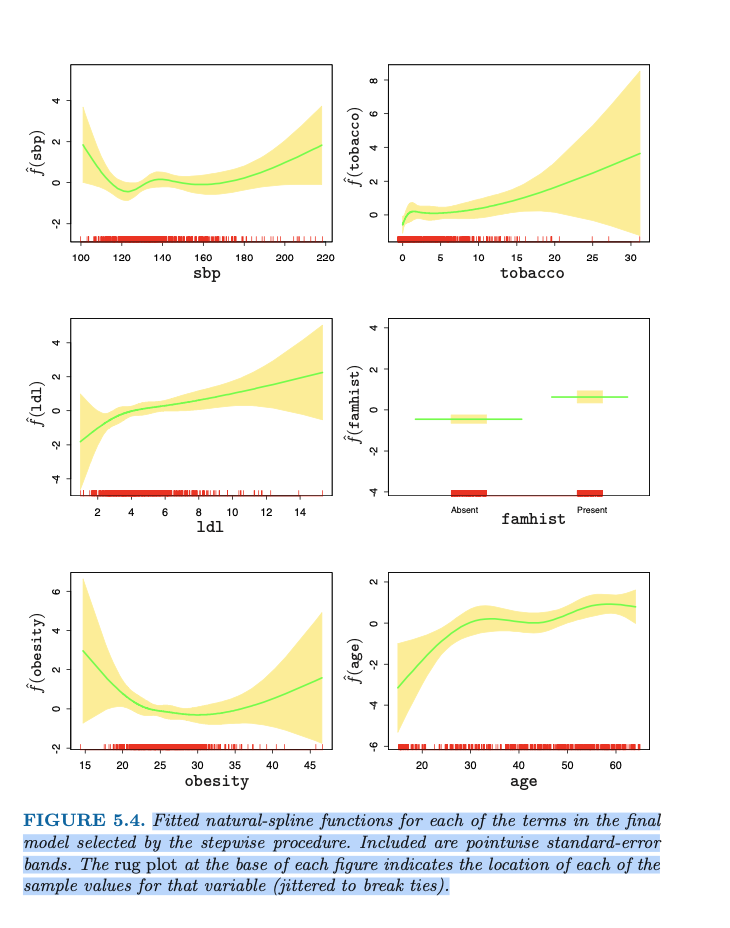 f̂(sbp)
4
2
0
-2
100 120 140 160 180 200 220
sbp
f̂(tobacco)
8
6
4
2
0
0 5 10 15 20 25 30
tobacco
f̂(ldl)
4
2
0
-2
-4
2 4 6 8 10 12 14
ldl
f̂(famhist)
4
2
0
-2
-4
Absent Present
famhist
f̂(obesity)
6
4
2
0
-2
15 20 25 30 35 40 45
obesity
f̂(age)
2
0
-2
-4
-6
20 30 40 50 60
age
FIGURE 5.4. Fitted natural-spline functions for each of the terms in the final
model selected by the stepwise procedure. Included are pointwise standard-error
bands. The rug plot at the base of each figure indicates the location of each of the
sample values for that variable (jittered to break ties).